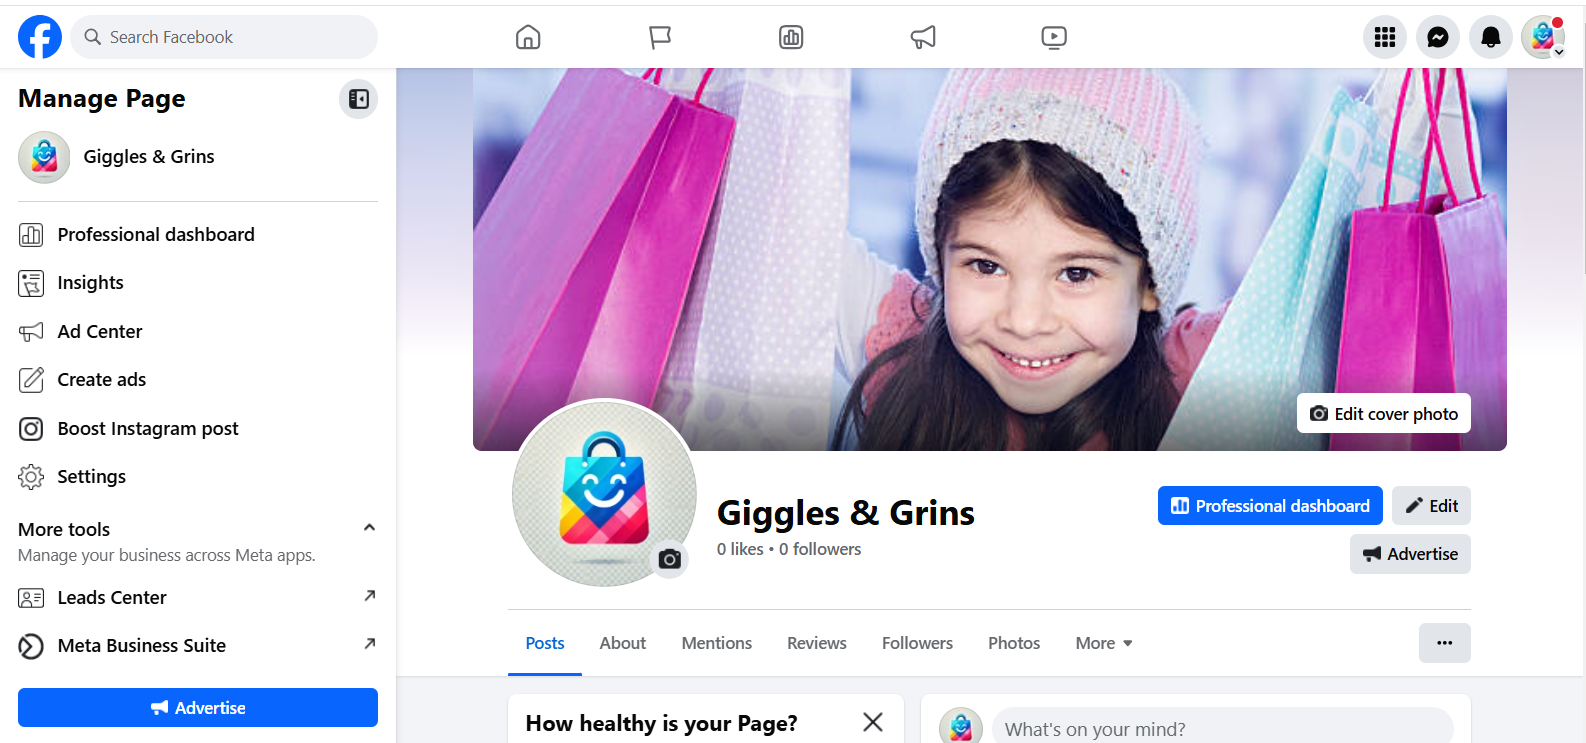 Search Facebook
Manage Page
Giggles & Grins
Professional dashboard
Insights
Ad Center
Create ads
Boost Instagram post
Settings
More tools
Manage your business across Meta apps.
Leads Center
Meta Business Suite
Advertise
Edit cover photo
Giggles & Grins
0 likes • 0 followers
Professional dashboard
Edit
Advertise
Posts About Mentions Reviews Followers Photos More
How healthy is your Page?
What's on your mind?